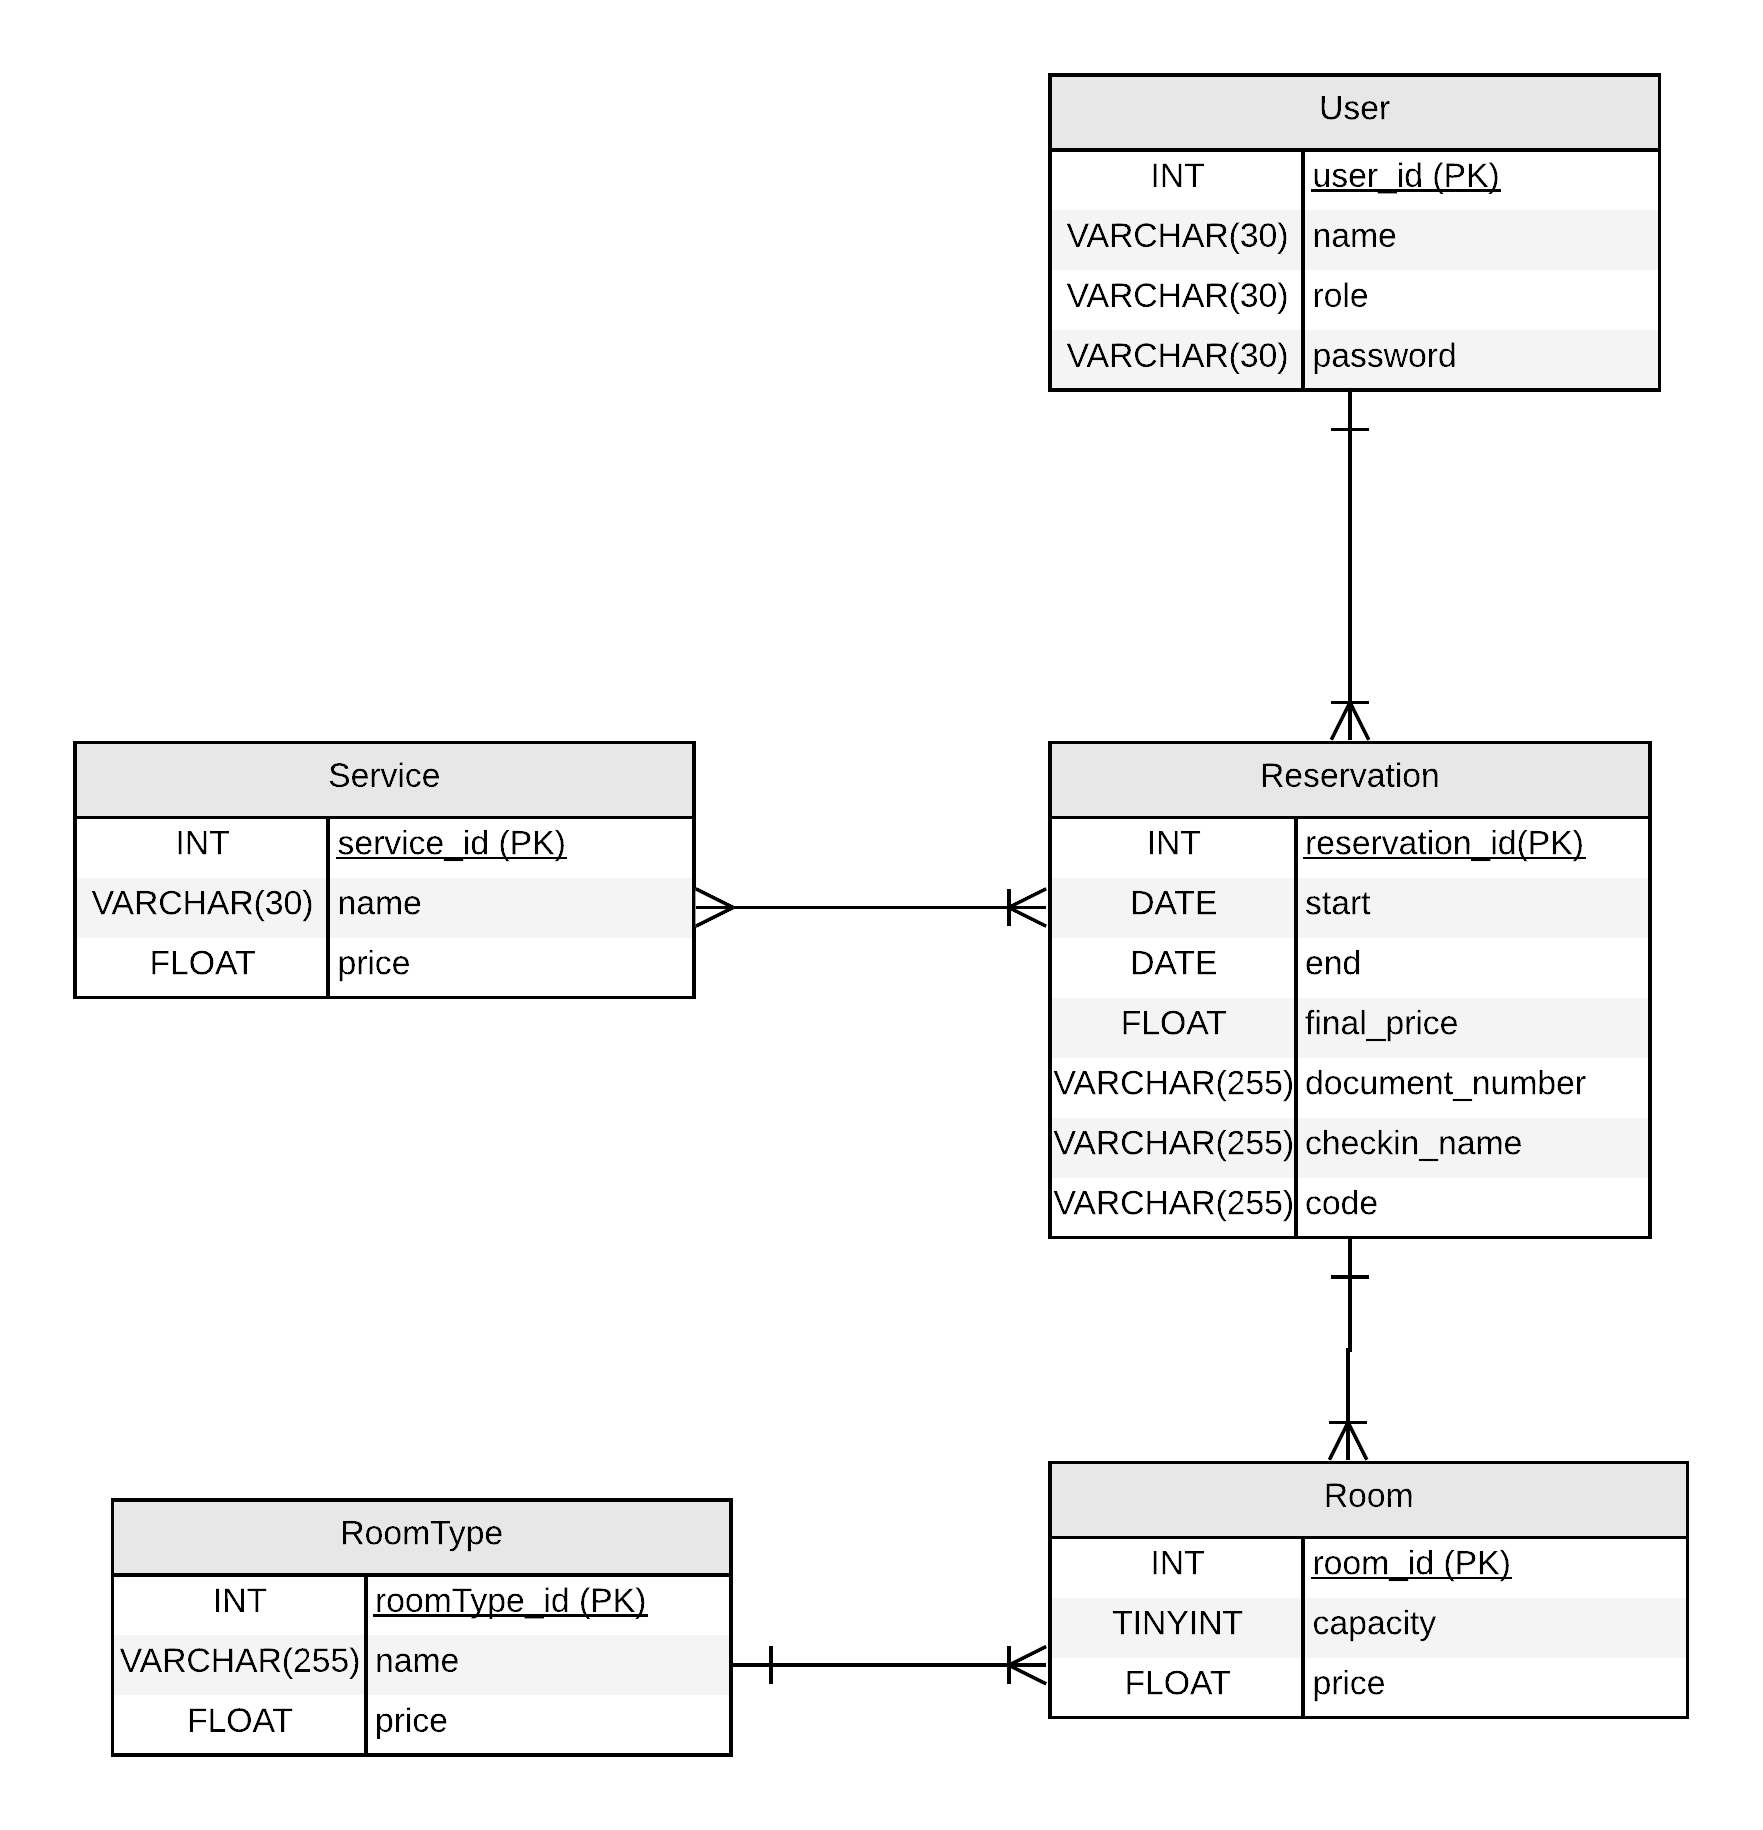 User
INT user_id (PK)
VARCHAR(30) name
VARCHAR(30) role
VARCHAR(30) password
Service
INT service_id (PK)
VARCHAR(30) name
FLOAT price
Reservation
INT reservation_id(PK)
DATE start
DATE end
FLOAT final_price
VARCHAR(255) document_number
VARCHAR(255) checkin_name
VARCHAR(255) code
RoomType
INT roomType_id (PK)
VARCHAR(255) name
FLOAT price
Room
INT room_id (PK)
TINYINT capacity
FLOAT price